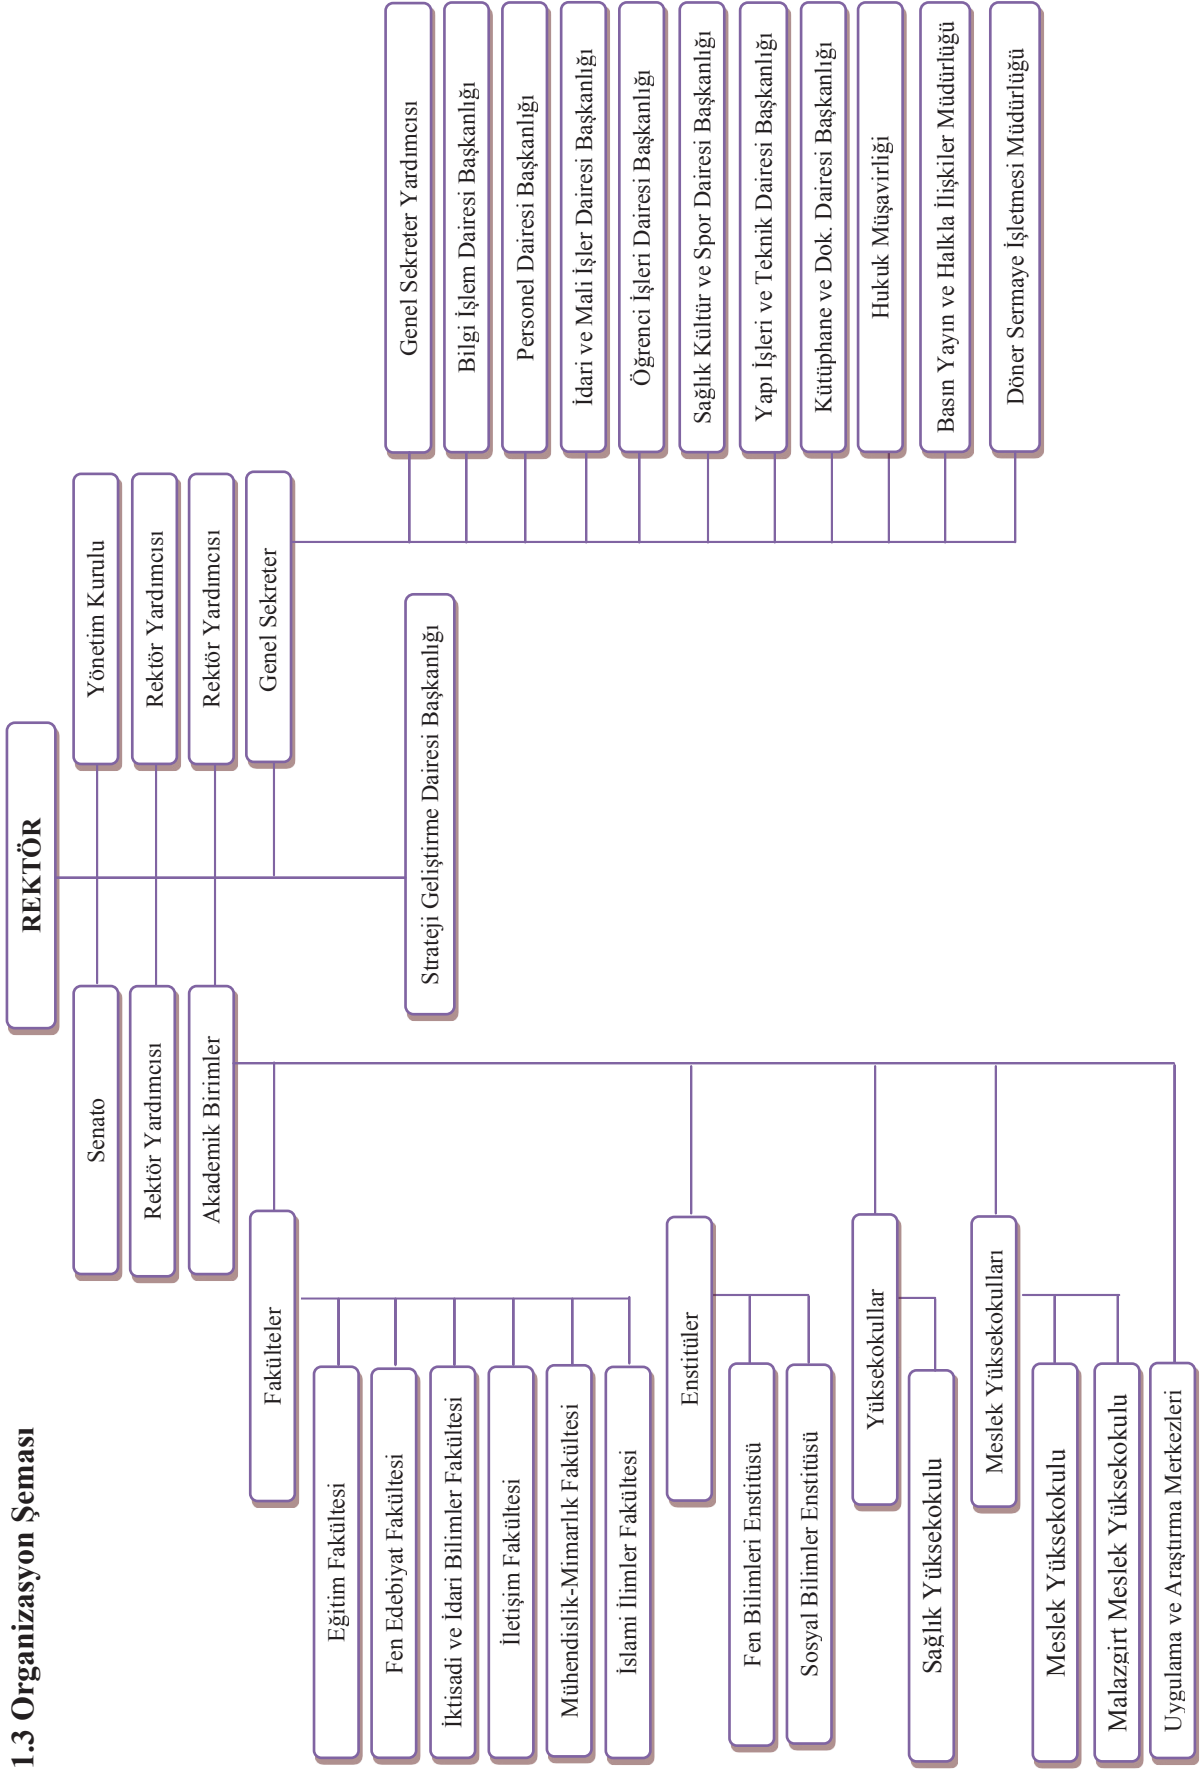 1.3 Organizasyon Şeması
REKTÖR
Senato
Yönetim Kurulu
Rektör Yardımcısı
Rektör Yardımcısı
Akademik Birimler
Rektör Yardımcısı
Genel Sekreter
Strateji Geliştirme Dairesi Başkanlığı
Fakülteler
Eğitim Fakültesi
Fen Edebiyat Fakültesi
İktisadi ve İdari Bilimler Fakültesi
İletişim Fakültesi
Mühendislik-Mimarlık Fakültesi
İslami İlimler Fakültesi
Enstitüler
Fen Bilimleri Enstitüsü
Sosyal Bilimler Enstitüsü
Yüksekokullar
Sağlık Yüksekokulu
Meslek Yüksekokulları
Meslek Yüksekokulu
Malazgirt Meslek Yüksekokulu
Uygulama ve Araştırma Merkezleri
Genel Sekreter Yardımcısı
Bilgi İşlem Dairesi Başkanlığı
Personel Dairesi Başkanlığı
İdari ve Mali İşler Dairesi Başkanlığı
Öğrenci İşleri Dairesi Başkanlığı
Sağlık Kültür ve Spor Dairesi Başkanlığı
Yapı İşleri ve Teknik Dairesi Başkanlığı
Kütüphane ve Dok. Dairesi Başkanlığı
Hukuk Müşavirliği
Basın Yayın ve Halkla İlişkiler Müdürlüğü
Döner Sermaye İşletmesi Müdürlüğü